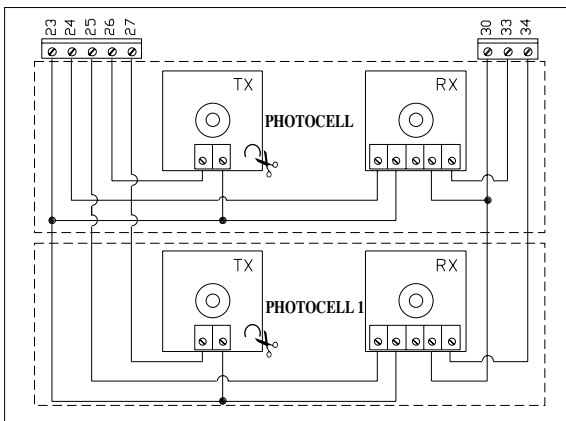 23 24 25 26 27 30 33 34
TX RX
PHOTOCELL
TX RX
PHOTOCELL 1